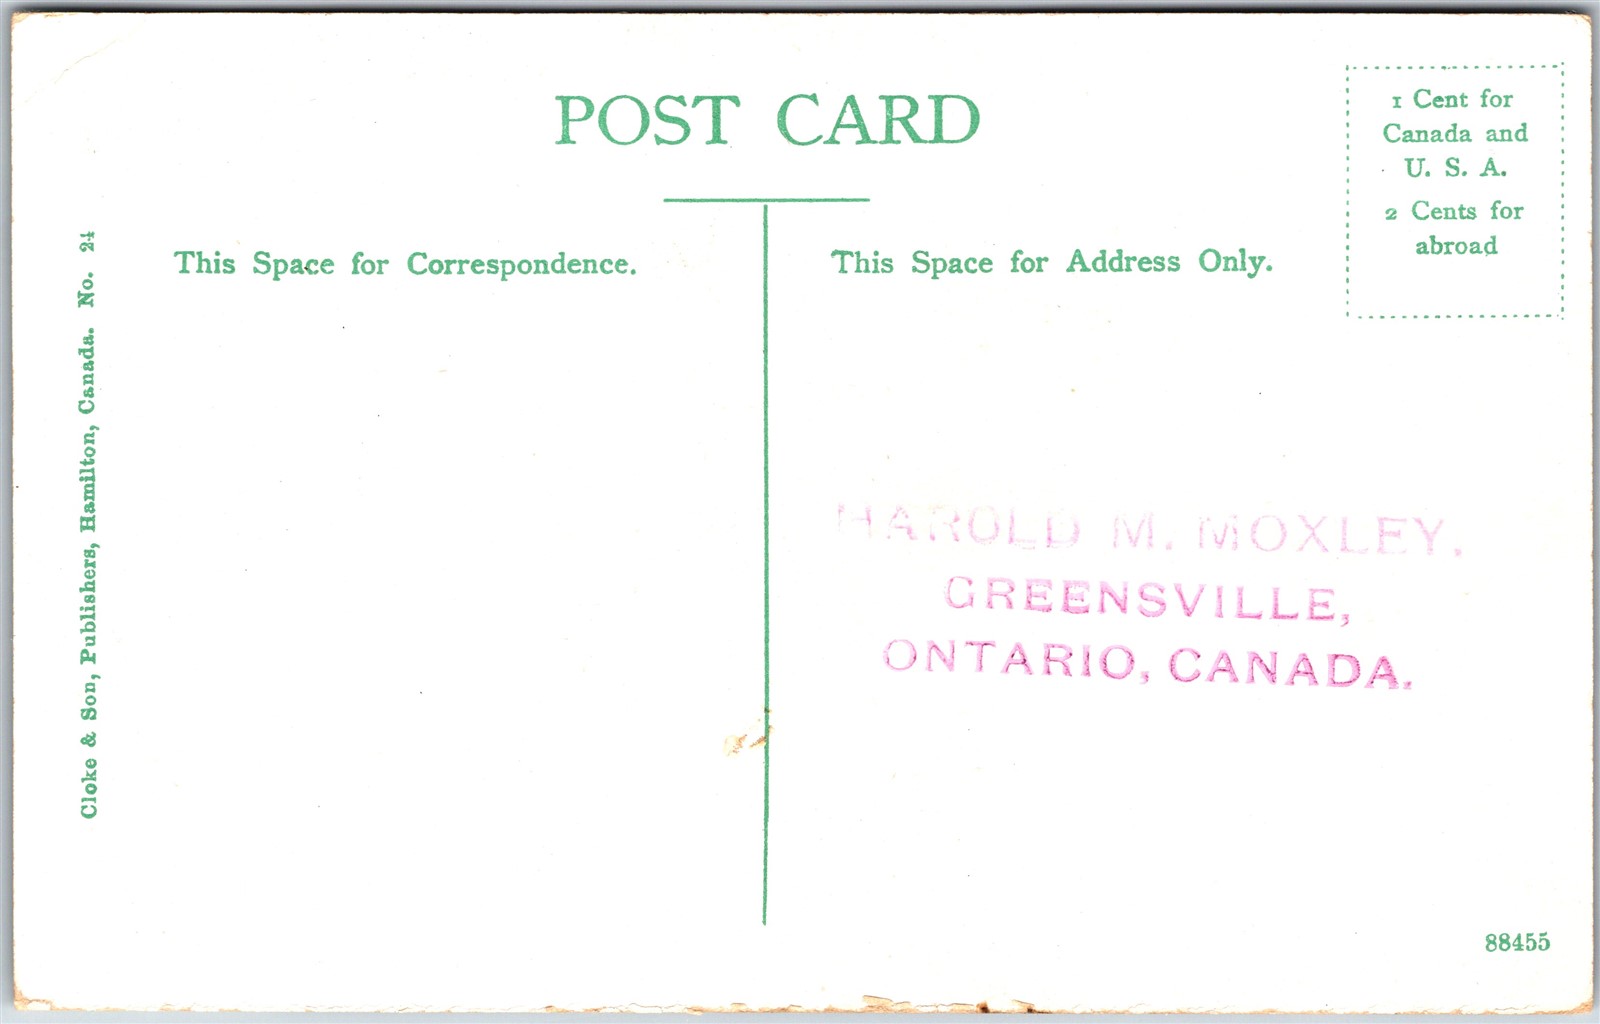 POST CARD
1 Cent for
Canada and
U. S. A.
2 Cents for
abroad
This Space for Correspondence.
This Space for Address Only.
Cloke & Son, Publishers, Hamilton, Canada. No. 24
HAROLD M. MOXLEY.
GREENSVILLE,
ONTARIO, CANADA.
88455